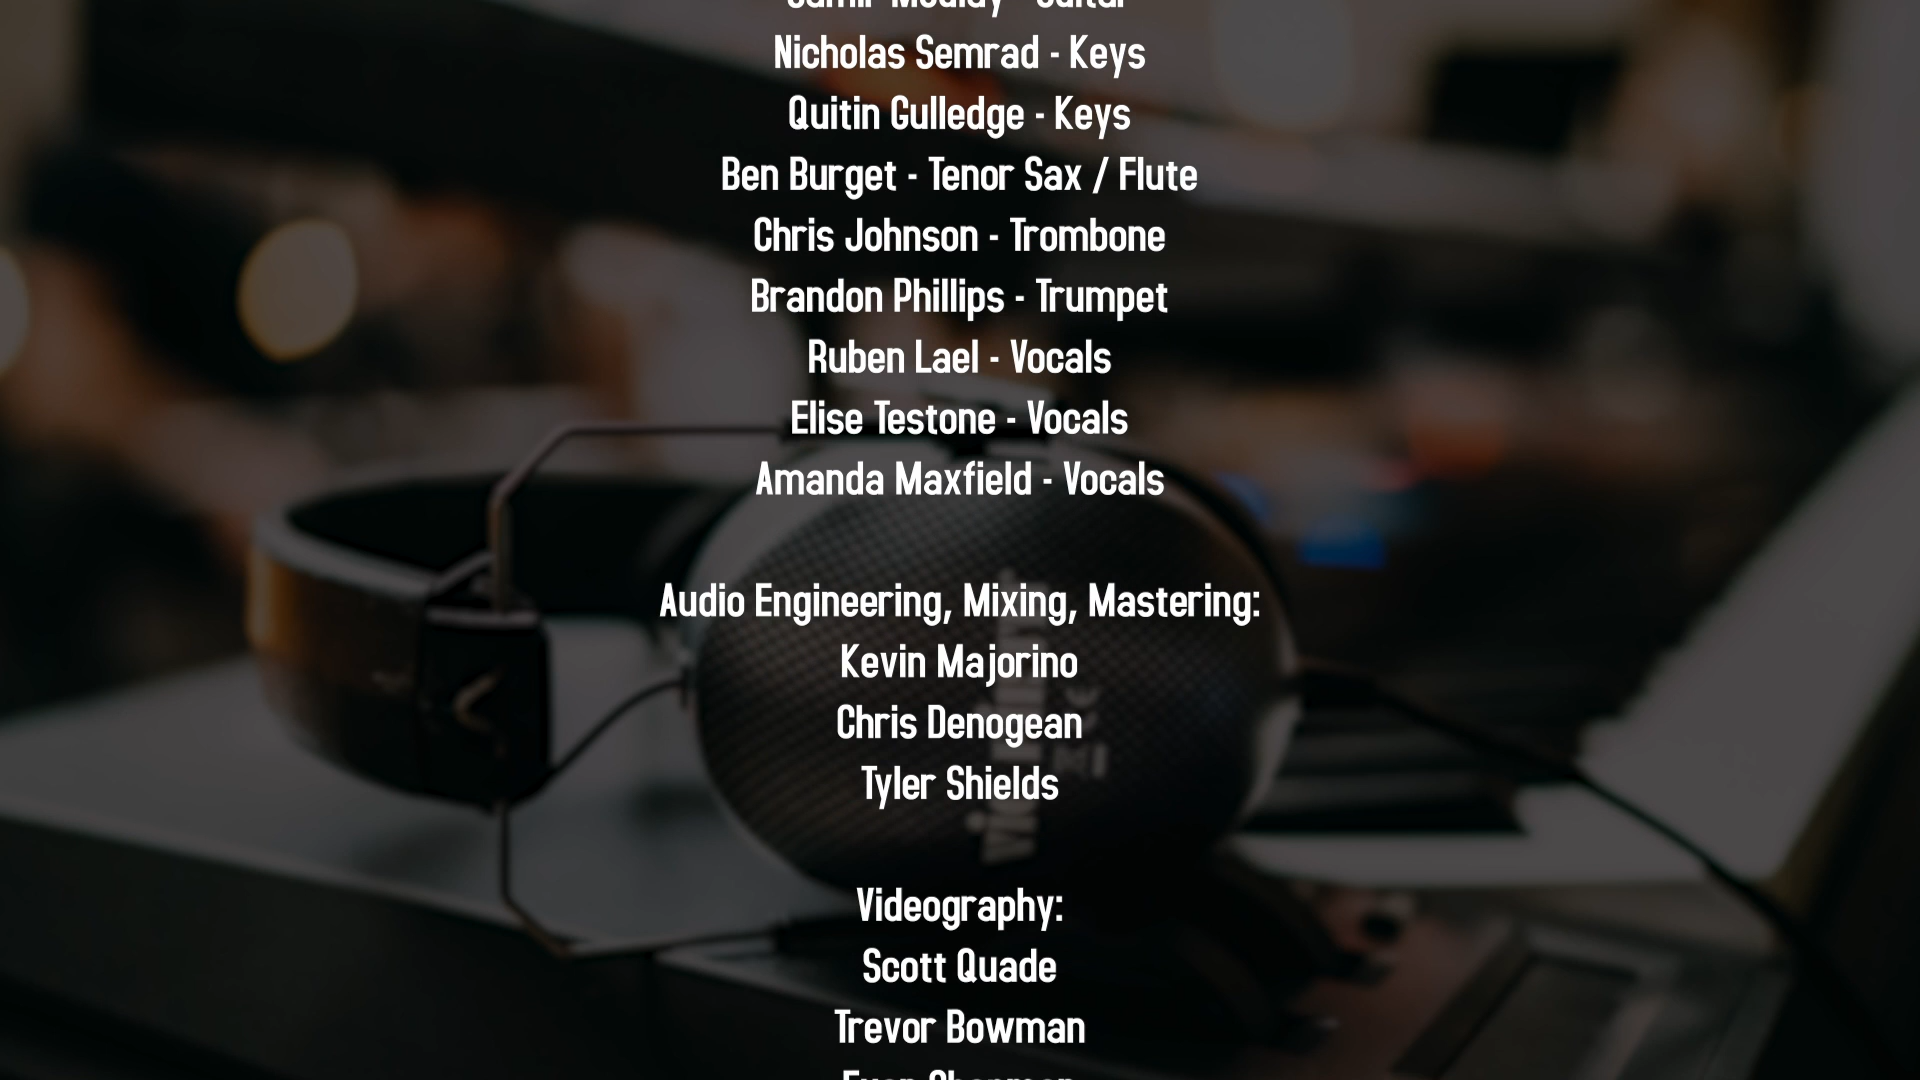 Nicholas Semrad - Keys
Quitin Gulledge - Keys
Ben Burget - Tenor Sax / Flute
Chris Johnson - Trombone
Brandon Phillips - Trumpet
Ruben Lael - Vocals
Elise Testone - Vocals
Amanda Maxfield - Vocals
Audio Engineering, Mixing, Mastering:
Kevin Majorino
Chris Denogean
Tyler Shields
Videography:
Scott Quade
Trevor Bowman